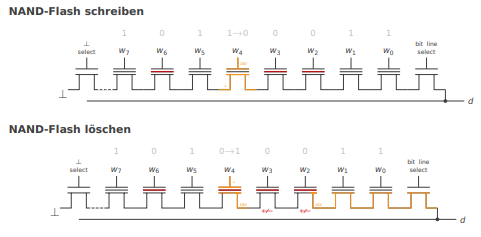 NAND-Flash schreiben
1 0 1 1→0 0 0 1 1
⊥ select w7 w6 w5 w4 w3 w2 w1 w0 bit line select
⊥ d
NAND-Flash löschen
1 0 1 0→1 0 0 1 1
⊥ select w7 w6 w5 w4 w3 w2 w1 w0 bit line select
⊥ d